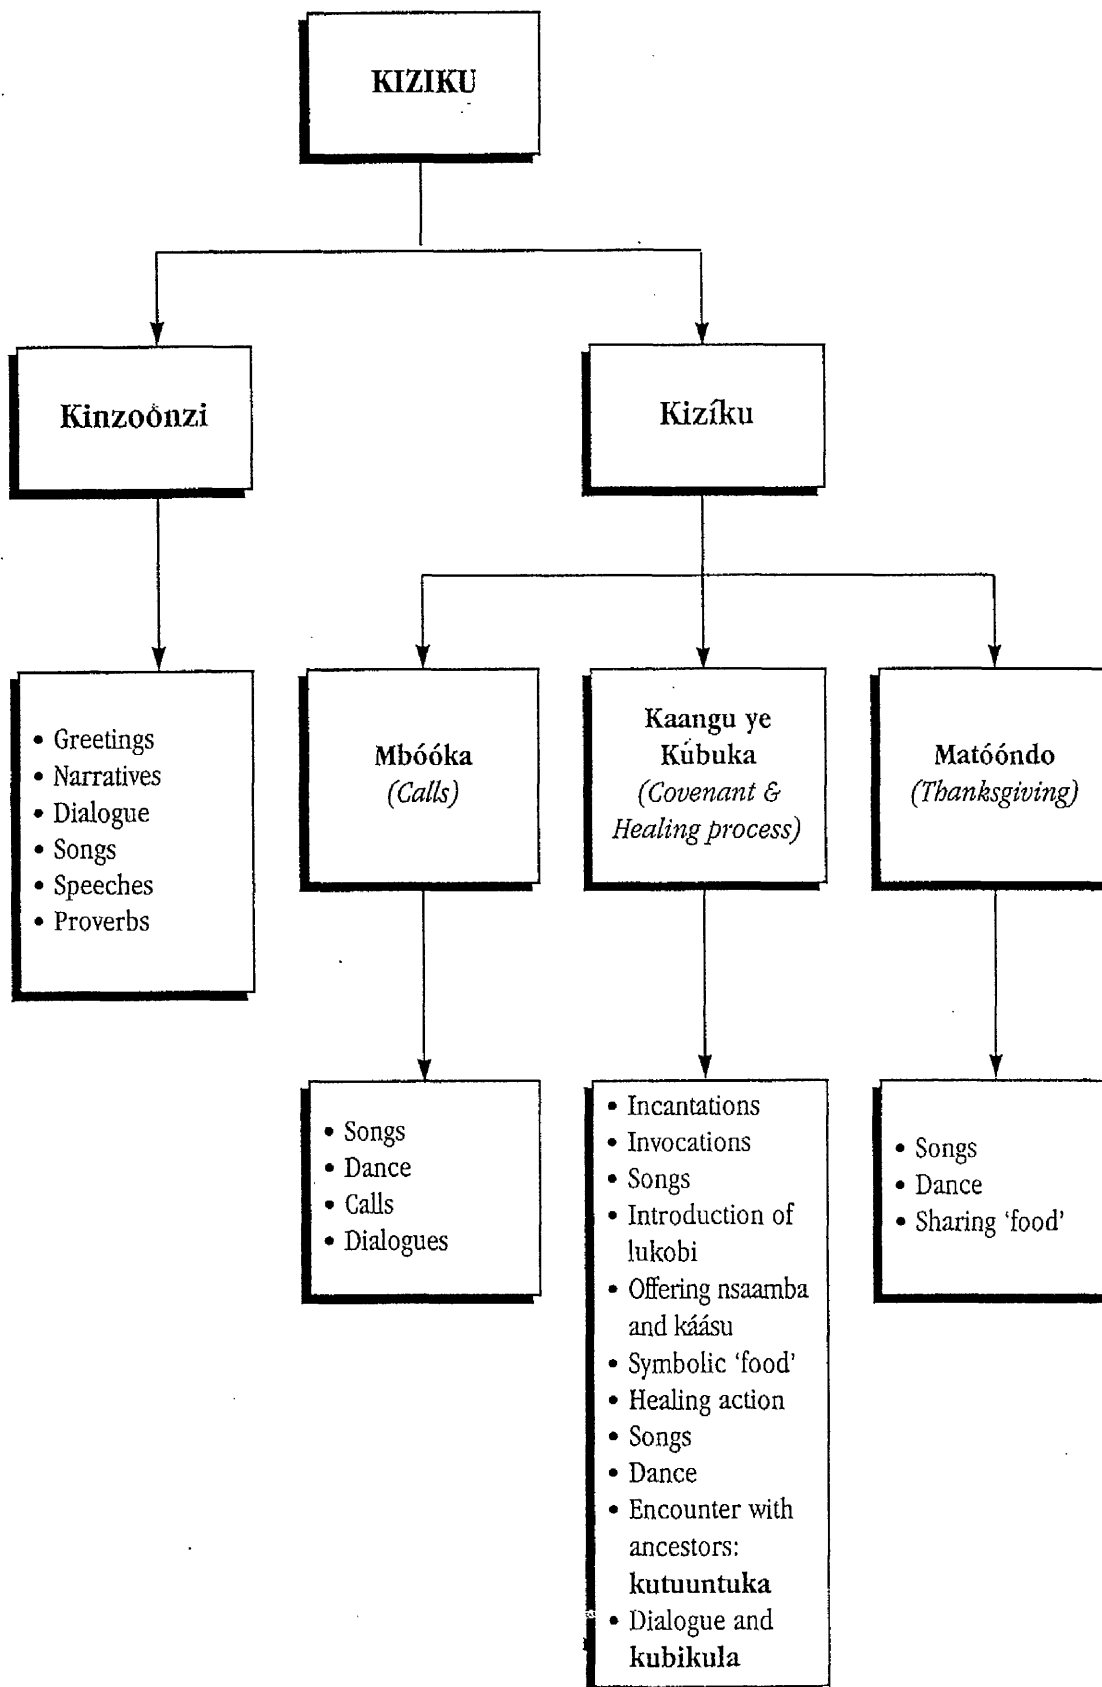 KIZIKU
Kinzoónzi
Kizíku
• Greetings
• Narratives
• Dialogue
• Songs
• Speeches
• Proverbs
Mbóóka
(Calls)
Kaangu ye
Kúbuka
(Covenant &
Healing process)
Matóóndo
(Thanksgiving)
• Songs
• Dance
• Calls
• Dialogues
• Incantations
• Invocations
• Songs
• Introduction of
lukobi
• Offering nsaamba
and káásu
• Symbolic ‘food’
• Healing action
• Songs
• Dance
• Encounter with
ancestors:
kutuuntuka
• Dialogue and
kubikula
• Songs
• Dance
• Sharing ‘food’